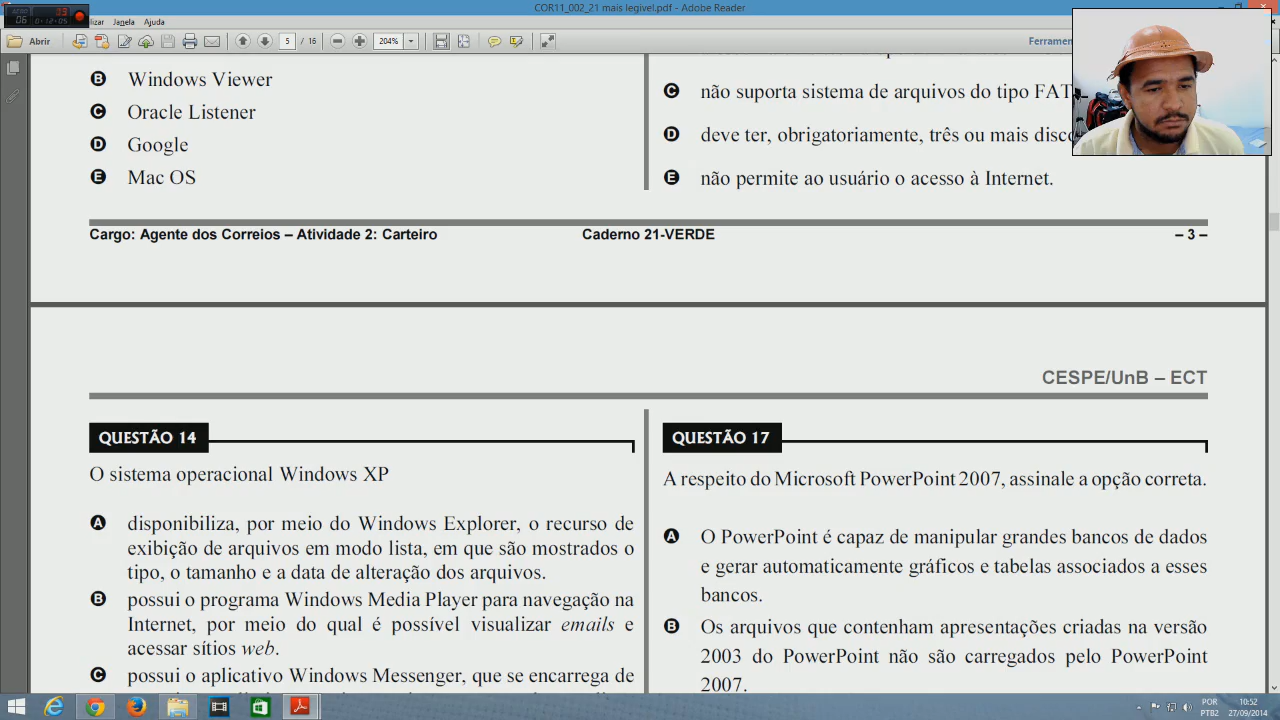 COR11_002_21 mais legivel.pdf - Adobe Reader
Janela Ajuda
Abrir
5 / 16
204%
B Windows Viewer
C Oracle Listener
D Google
E Mac OS
C não suporta sistema de arquivos do tipo FAT
D deve ter, obrigatoriamente, três ou mais
E não permite ao usuário o acesso à Internet.
Cargo: Agente dos Correios – Atividade 2: Carteiro
Caderno 21-VERDE
– 3 –
CESPE/UnB – ECT
QUESTÃO 14
O sistema operacional Windows XP
A disponibiliza, por meio do Windows Explorer, o recurso de
exibição de arquivos em modo lista, em que são mostrados o
tipo, o tamanho e a data de alteração dos arquivos.
B possui o programa Windows Media Player para navegação na
Internet, por meio do qual é possível visualizar emails e
acessar sítios web.
C possui o aplicativo Windows Messenger, que se encarrega de
QUESTÃO 17
A respeito do Microsoft PowerPoint 2007, assinale a opção correta.
A O PowerPoint é capaz de manipular grandes bancos de dados
e gerar automaticamente gráficos e tabelas associados a esses
bancos.
B Os arquivos que contenham apresentações criadas na versão
2003 do PowerPoint não são carregados pelo PowerPoint
2007.
POR
PTB2
10:52
27/09/2014